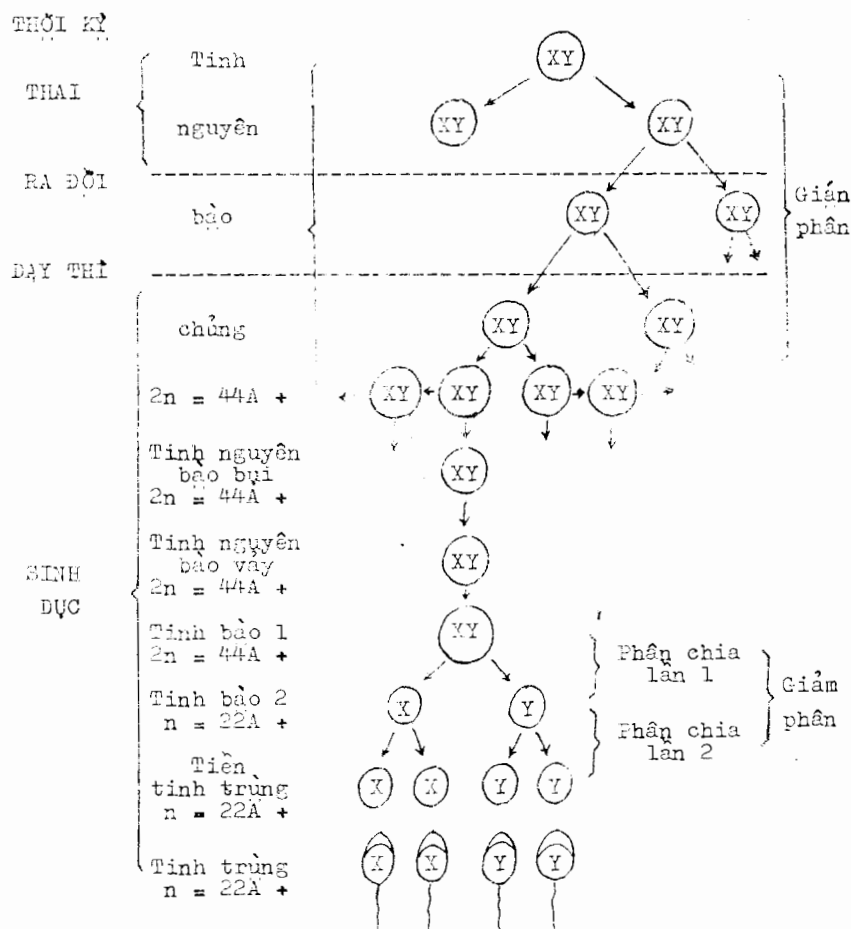 THỜI KỲ
Tinh
XY
THAI
nguyên
XY XY
RA ĐỜI
bào
XY XY
Gián
phân
DẬY THÌ
chủng
XY XY
2n = 44A +
XY XY XY XY
Tinh nguyên
bào bụi
2n = 44A +
XY
Tinh nguyên
bào vảy
2n = 44A +
XY
SINH
DỤC
Tinh bào 1
2n = 44A +
XY
Phân chia
lần 1
Giảm
phân
Tinh bào 2
n = 22A +
X Y
Phân chia
lần 2
Tiền
tinh trùng
n = 22A +
X X Y Y
Tinh trùng
n = 22A +
X X Y Y